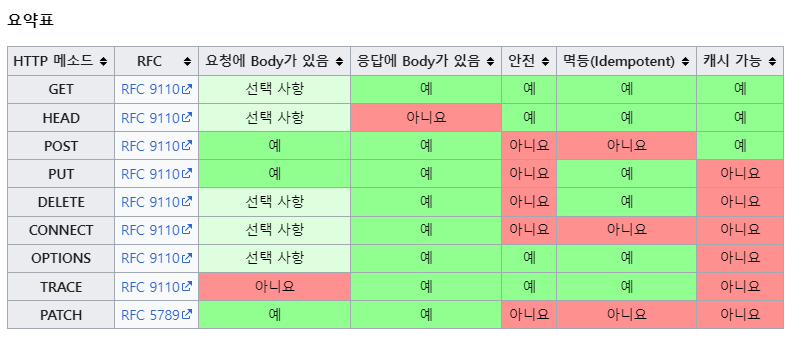 요약표
HTTP 메소드 RFC 요청에 Body가 있음 응답에 Body가 있음 안전 멱등(Idempotent) 캐시 가능
GET RFC 9110 선택 사항 예 예 예 예
HEAD RFC 9110 선택 사항 아니요 예 예 예
POST RFC 9110 예 예 아니요 아니요 예
PUT RFC 9110 예 예 아니요 예 아니요
DELETE RFC 9110 선택 사항 예 아니요 예 아니요
CONNECT RFC 9110 선택 사항 예 아니요 아니요 아니요
OPTIONS RFC 9110 선택 사항 예 예 예 아니요
TRACE RFC 9110 아니요 예 예 예 아니요
PATCH RFC 5789 예 예 아니요 아니요 아니요